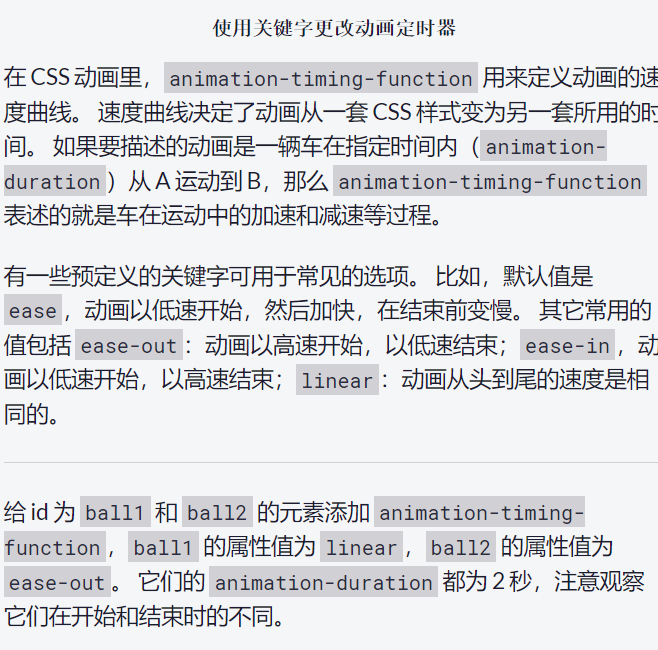 使用关键字更改动画定时器
在 CSS 动画里， animation-timing-function 用来定义动画的速
度曲线。 速度曲线决定了动画从一套 CSS 样式变为另一套所用的时
间。 如果要描述的动画是一辆车在指定时间内（animation-
duration）从 A 运动到 B，那么 animation-timing-function
表述的就是车在运动中的加速和减速等过程。
有一些预定义的关键字可用于常见的选项。 比如，默认值是
ease，动画以低速开始，然后加快，在结束前变慢。 其它常用的
值包括 ease-out：动画以高速开始，以低速结束；ease-in，动
画以低速开始，以高速结束；linear：动画从头到尾的速度是相
同的。
给 id 为 ball1 和 ball2 的元素添加 animation-timing-
function，ball1 的属性值为 linear，ball2 的属性值为
ease-out。 它们的 animation-duration 都为 2 秒，注意观察
它们在开始和结束时的不同。